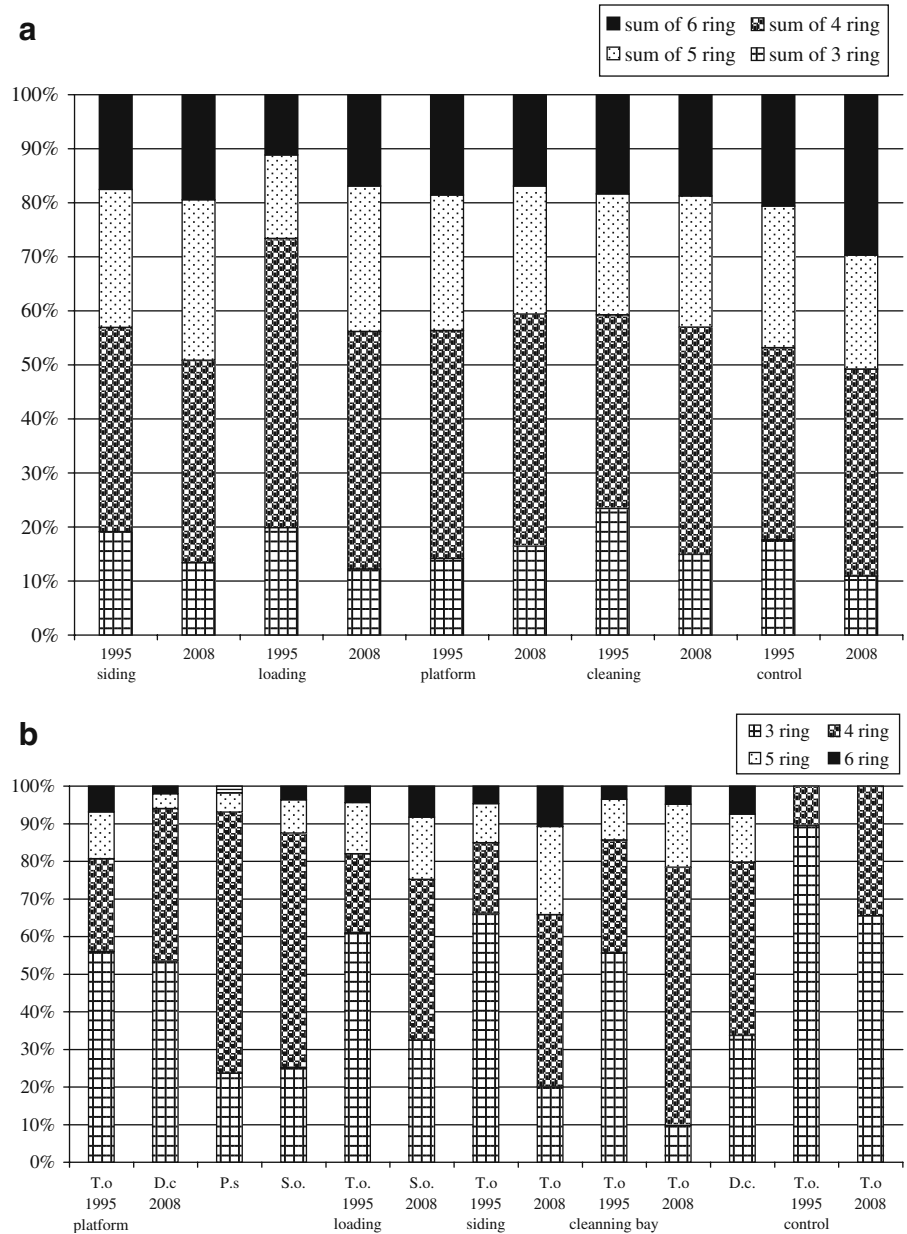 a
sum of 6 ring sum of 4 ring
sum of 5 ring sum of 3 ring
100%
90%
80%
70%
60%
50%
40%
30%
20%
10%
0%
1995 2008 1995 2008 1995 2008 1995 2008 1995 2008
siding loading platform cleaning control
b
3 ring 4 ring
5 ring 6 ring
100%
90%
80%
70%
60%
50%
40%
30%
20%
10%
0%
T.o D.c P.s S.o. T.o. S.o. T.o T.o T.o T.o D.c. T.o. T.o
1995 2008 1995 2008 1995 2008 1995 2008 1995 2008
platform loading siding cleanning bay control